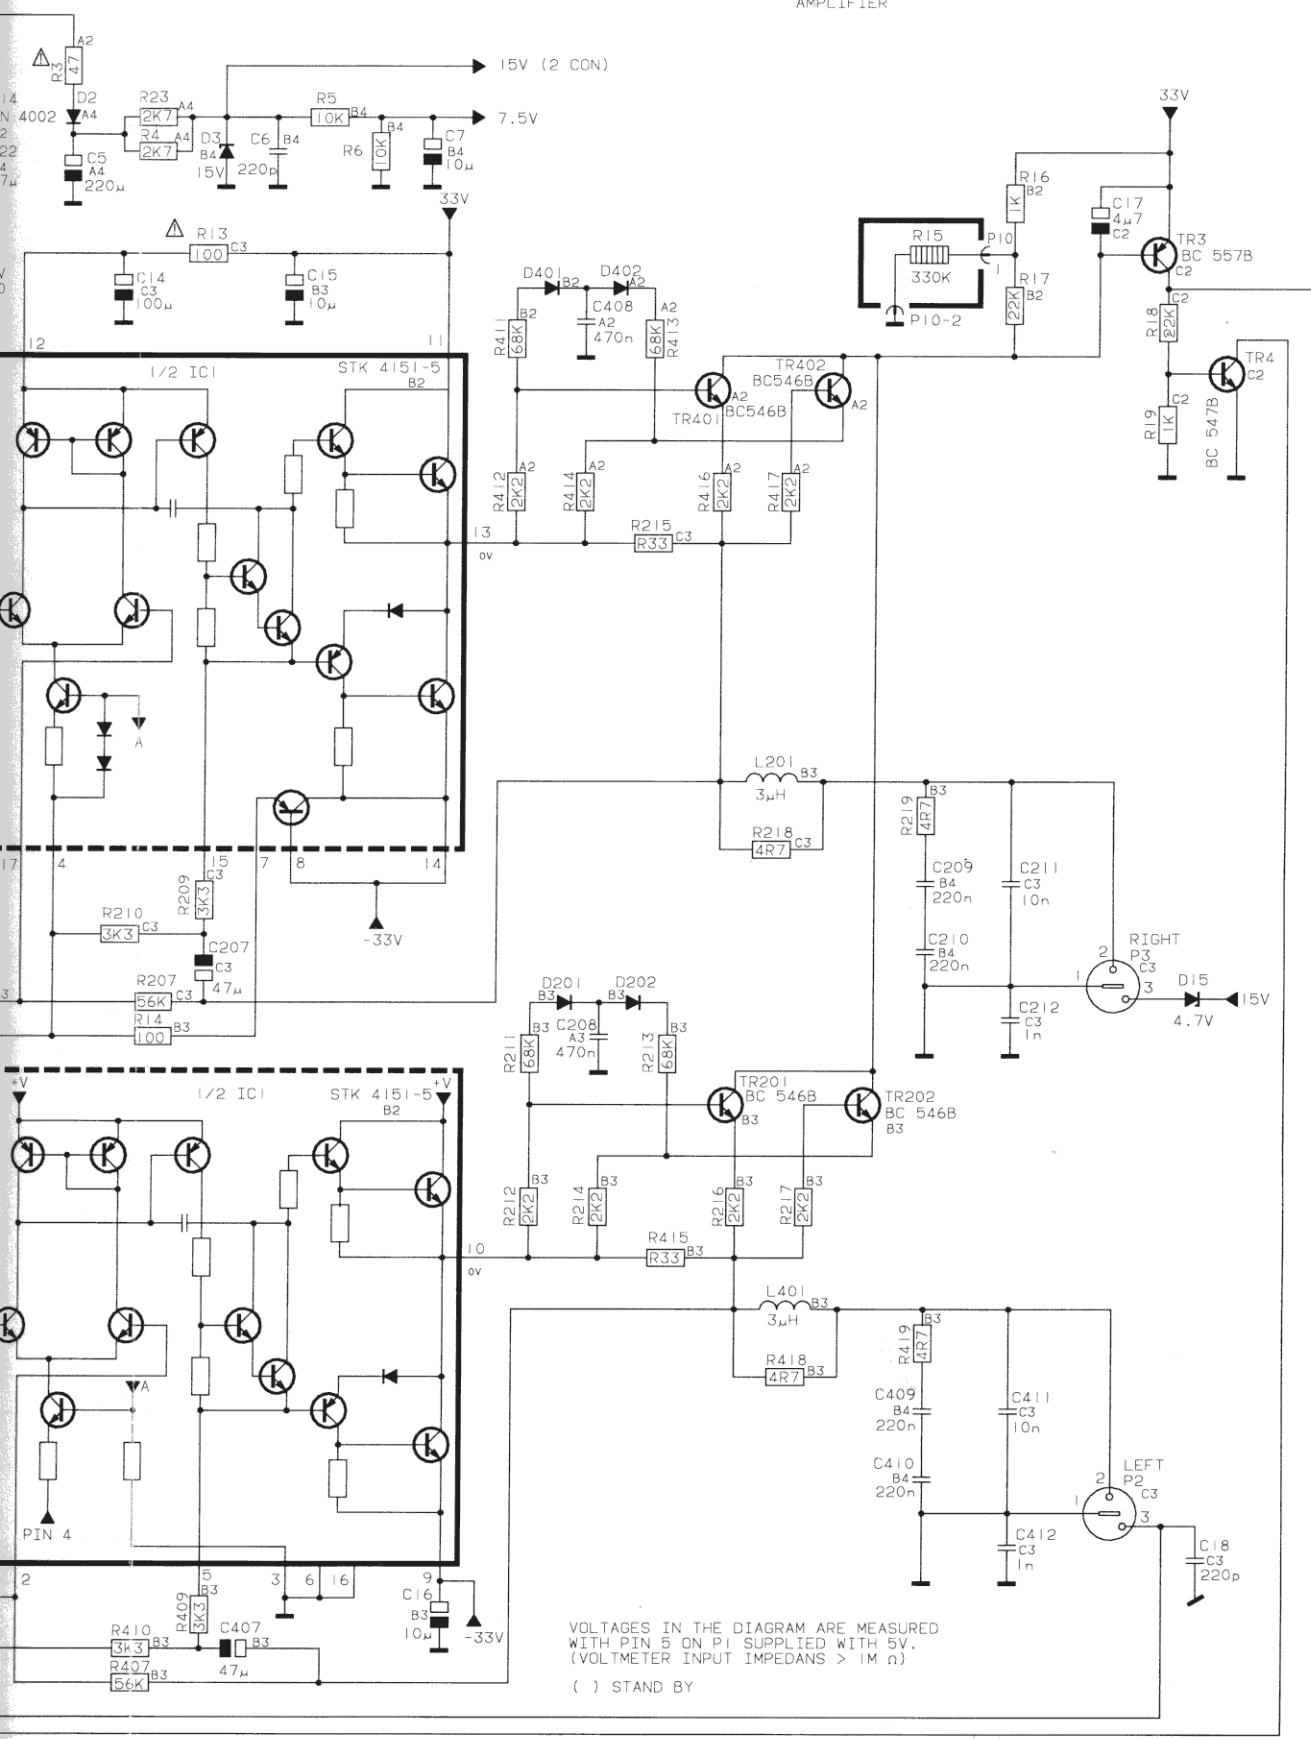 AMPLIFIER
A2
R3
47
15V (2 CON)
14
D2
R23
A4
R5
33V
N 4002
A4
2K7
10K
B4
7.5V
R4
A4
D3
C6
B4
B4
C7
C5
2K7
B4
R6
10K
B4
A4
15V
220p
10µ
220µ
33V
R16
B2
1K
C17
4µ7
C2
R13
C3
100
R15
P10
TR3
BC 557B
C2
330K
1
R17
B2
22K
P10-2
C14
C3
100µ
C15
B3
10µ
D401
B2
D402
A2
C408
A2
470n
R411
B2
68K
A2
68K
R413
C2
R18
22K
12
11
1/2 IC1
STK 4151-5
B2
TR402
BC546B
A2
TR401
A2
BC546B
TR4
C2
C2
R19
1K
BC 547B
R412
A2
2K2
R414
A2
2K2
R416
A2
2K2
R417
A2
2K2
13
0V
R215
C3
R33
A
L201
B3
3µH
R218
C3
4R7
B3
R219
4R7
C209
B4
220n
C211
C3
10n
C210
B4
220n
17
4
15
7
8
14
R209
C3
3K3
R210
C3
3K3
-33V
C207
C3
47µ
R207
C3
56K
R14
B3
100
RIGHT
P3
C3
2
1
3
D15
4.7V
15V
C212
C3
1n
D201
B3
D202
B3
C208
A3
470n
R211
B3
68K
R213
B3
68K
+V
1/2 IC1
STK 4151-5
B2
+V
TR201
BC 546B
B3
TR202
BC 546B
B3
R212
B3
2K2
R214
B3
2K2
R216
B3
2K2
R217
B3
2K2
10
0V
R415
B3
R33
L401
B3
3µH
R418
B3
4R7
B3
R419
4R7
C409
B4
220n
C411
C3
10n
C410
B4
220n
A
PIN 4
LEFT
P2
C3
2
1
3
C412
C3
1n
C18
C3
220p
2
5
3
6
16
9
R409
B3
3K3
C16
B3
10µ
-33V
R410
B3
3K3
C407
B3
47µ
R407
B3
56K
VOLTAGES IN THE DIAGRAM ARE MEASURED
WITH PIN 5 ON P1 SUPPLIED WITH 5V.
(VOLTMETER INPUT IMPEDANS > 1M Ω)
( ) STAND BY